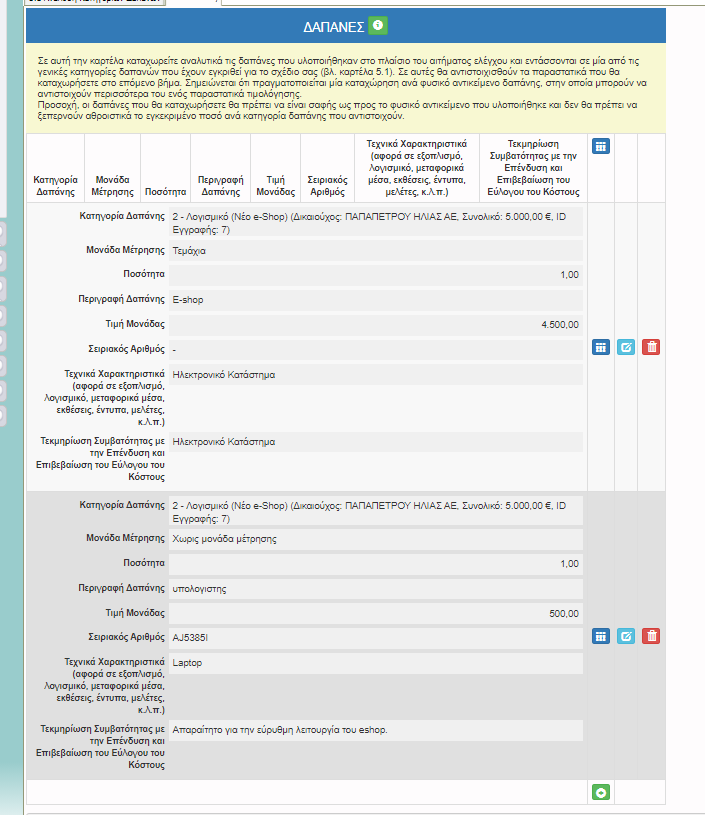 ΔΑΠΑΝΕΣ
Σε αυτή την καρτέλα καταχωρείτε αναλυτικά τις δαπάνες που υλοποιήθηκαν στο πλαίσιο του αιτήματος ελέγχου και εντάσσονται σε μία από τις
γενικές κατηγορίες δαπανών που έχουν εγκριθεί για το σχέδιο σας (βλ. καρτέλα 5.1). Σε αυτές θα αντιστοιχηθούν τα παραστατικά που θα
καταχωρήσετε στο επόμενο βήμα. Σημειώνεται ότι πραγματοποιείται μία καταχώρηση ανά φυσικό αντικείμενο δαπάνης, στην οποία μπορούν να
αντιστοιχούν περισσότερα του ενός παραστατικά τιμολόγησης.
Προσοχή, οι δαπάνες που θα καταχωρήσετε θα πρέπει να είναι σαφής ως προς το φυσικό αντικείμενο που υλοποιήθηκε και δεν θα πρέπει να
ξεπερνούν αθροιστικά το εγκεκριμένο ποσό ανά κατηγορία δαπάνης που αντιστοιχούν.
Κατηγορία Δαπάνης
Μονάδα Μέτρησης
Ποσότητα
Περιγραφή Δαπάνης
Τιμή Μονάδας
Σειριακός Αριθμός
Τεχνικά Χαρακτηριστικά
(αφορά σε εξοπλισμό,
λογισμικό, μεταφορικά
μέσα, εκθέσεις, έντυπα,
μελέτες, κ.λ.π.)
Τεκμηρίωση
Συμβατότητας με την
Επένδυση και
Επιβεβαίωση του
Εύλογου του Κόστους
Κατηγορία Δαπάνης 2 - Λογισμικό (Νέο e-Shop) (Δικαιούχος: ΠΑΠΑΠΕΤΡΟΥ ΗΛΙΑΣ ΑΕ, Συνολικό: 5.000,00 €, ID
Εγγραφής: 7)
Μονάδα Μέτρησης Τεμάχια
Ποσότητα 1,00
Περιγραφή Δαπάνης E-shop
Τιμή Μονάδας 4.500,00
Σειριακός Αριθμός -
Τεχνικά Χαρακτηριστικά Ηλεκτρονικό Κατάστημα
(αφορά σε εξοπλισμό,
λογισμικό, μεταφορικά μέσα,
εκθέσεις, έντυπα, μελέτες,
κ.λ.π.)
Τεκμηρίωση Συμβατότητας με Ηλεκτρονικό Κατάστημα
την Επένδυση και
Επιβεβαίωση του Εύλογου του
Κόστους
Κατηγορία Δαπάνης 2 - Λογισμικό (Νέο e-Shop) (Δικαιούχος: ΠΑΠΑΠΕΤΡΟΥ ΗΛΙΑΣ ΑΕ, Συνολικό: 5.000,00 €, ID
Εγγραφής: 7)
Μονάδα Μέτρησης Χωρις μονάδα μέτρησης
Ποσότητα 1,00
Περιγραφή Δαπάνης υπολογιστης
Τιμή Μονάδας 500,00
Σειριακός Αριθμός AJ5385I
Τεχνικά Χαρακτηριστικά Laptop
(αφορά σε εξοπλισμό,
λογισμικό, μεταφορικά μέσα,
εκθέσεις, έντυπα, μελέτες,
κ.λ.π.)
Τεκμηρίωση Συμβατότητας με Απαραίτητο για την εύρυθμη λειτουργία του eshop.
την Επένδυση και
Επιβεβαίωση του Εύλογου του
Κόστους